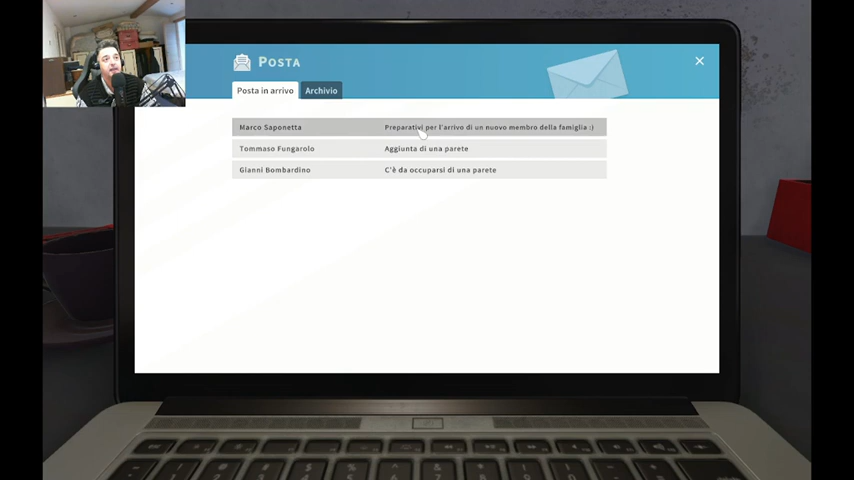 Posta
Posta in arrivo Archivio
Marco Saponetta Preparativi per l'arrivo di un nuovo membro della famiglia :)
Tommaso Fungarolo Aggiunta di una parete
Gianni Bombardino C'è da occuparsi di una parete